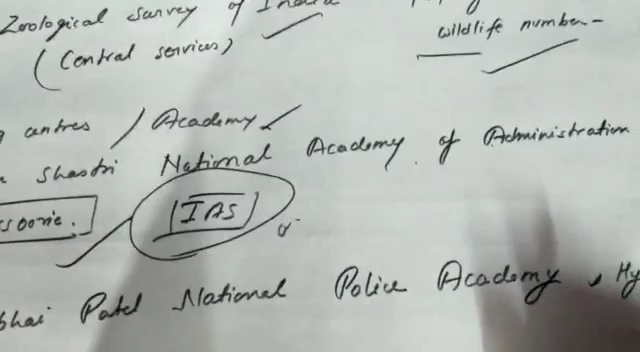 Zoological Survey of India
(Central services)
wildlife number-
centres / Academy
Shastri National Academy of Administration
IAS
Patel National Police Academy, Hy